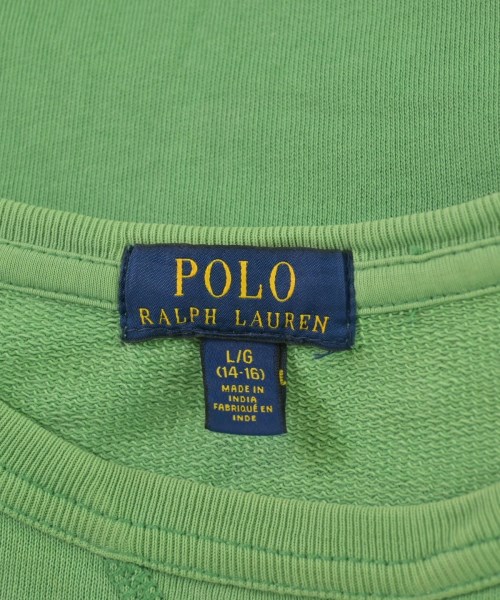 POLO
RALPH LAUREN
L/G
(14-16)
MADE IN
INDIA
FABRIQUÉ EN
INDE